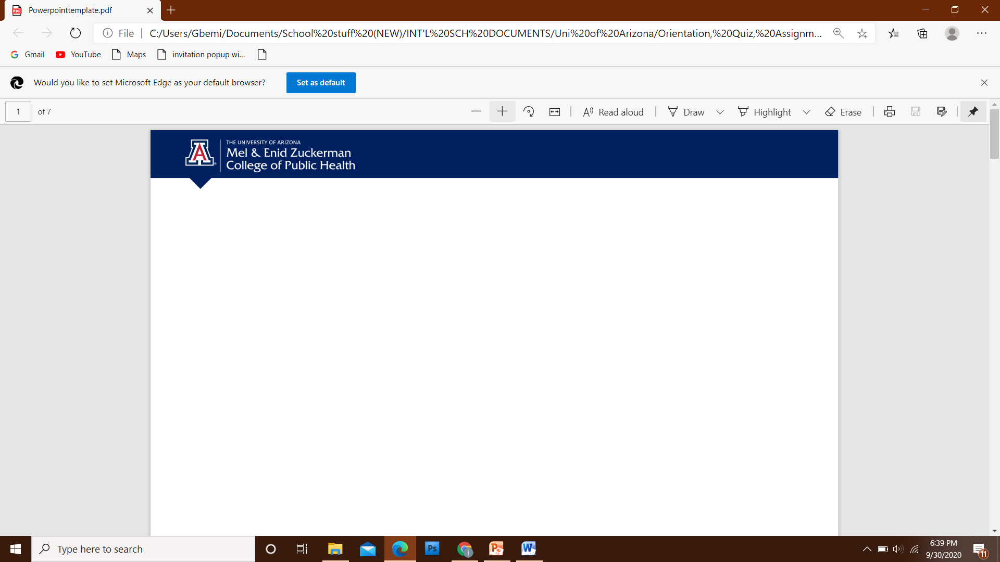 Powerpointtemplate.pdf
File
C:/Users/Gbemi/Documents/School%20stuff%20(NEW)/INT'L%20SCH%20DOCUMENTS/Uni%20of%20Arizona/Orientation,%20Quiz,%20Assignm...
Gmail YouTube Maps invitation popup wi...
Would you like to set Microsoft Edge as your default browser? Set as default
1 of 7 Read aloud Draw Highlight Erase
THE UNIVERSITY OF ARIZONA
Mel & Enid Zuckerman
College of Public Health
Type here to search
6:39 PM
9/30/2020
11